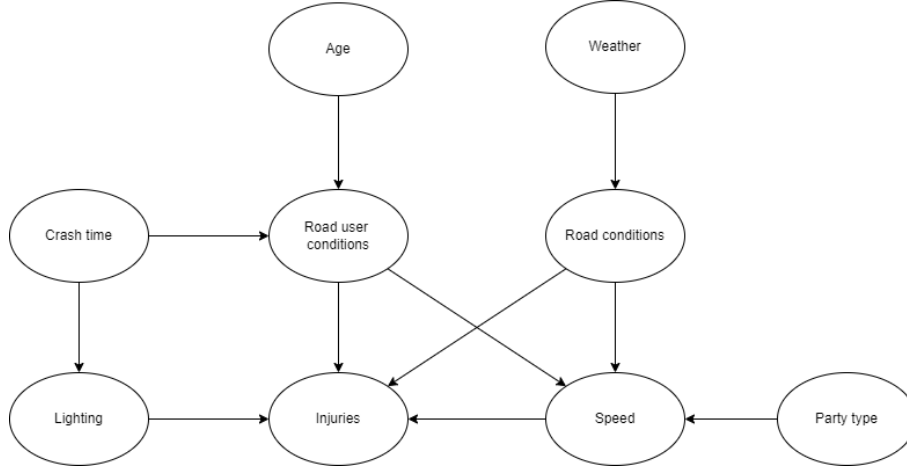 Age
Weather
Crash time
Road user
conditions
Road conditions
Lighting
Injuries
Speed
Party type